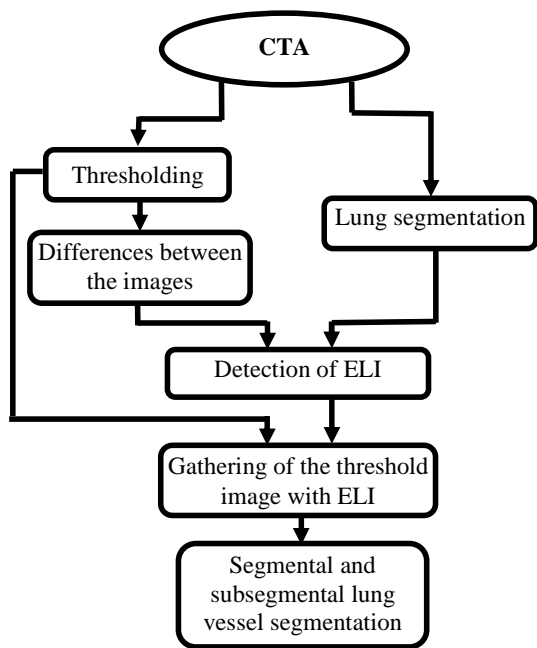 CTA
Thresholding
Lung segmentation
Differences between
the images
Detection of ELI
Gathering of the threshold
image with ELI
Segmental and
subsegmental lung
vessel segmentation